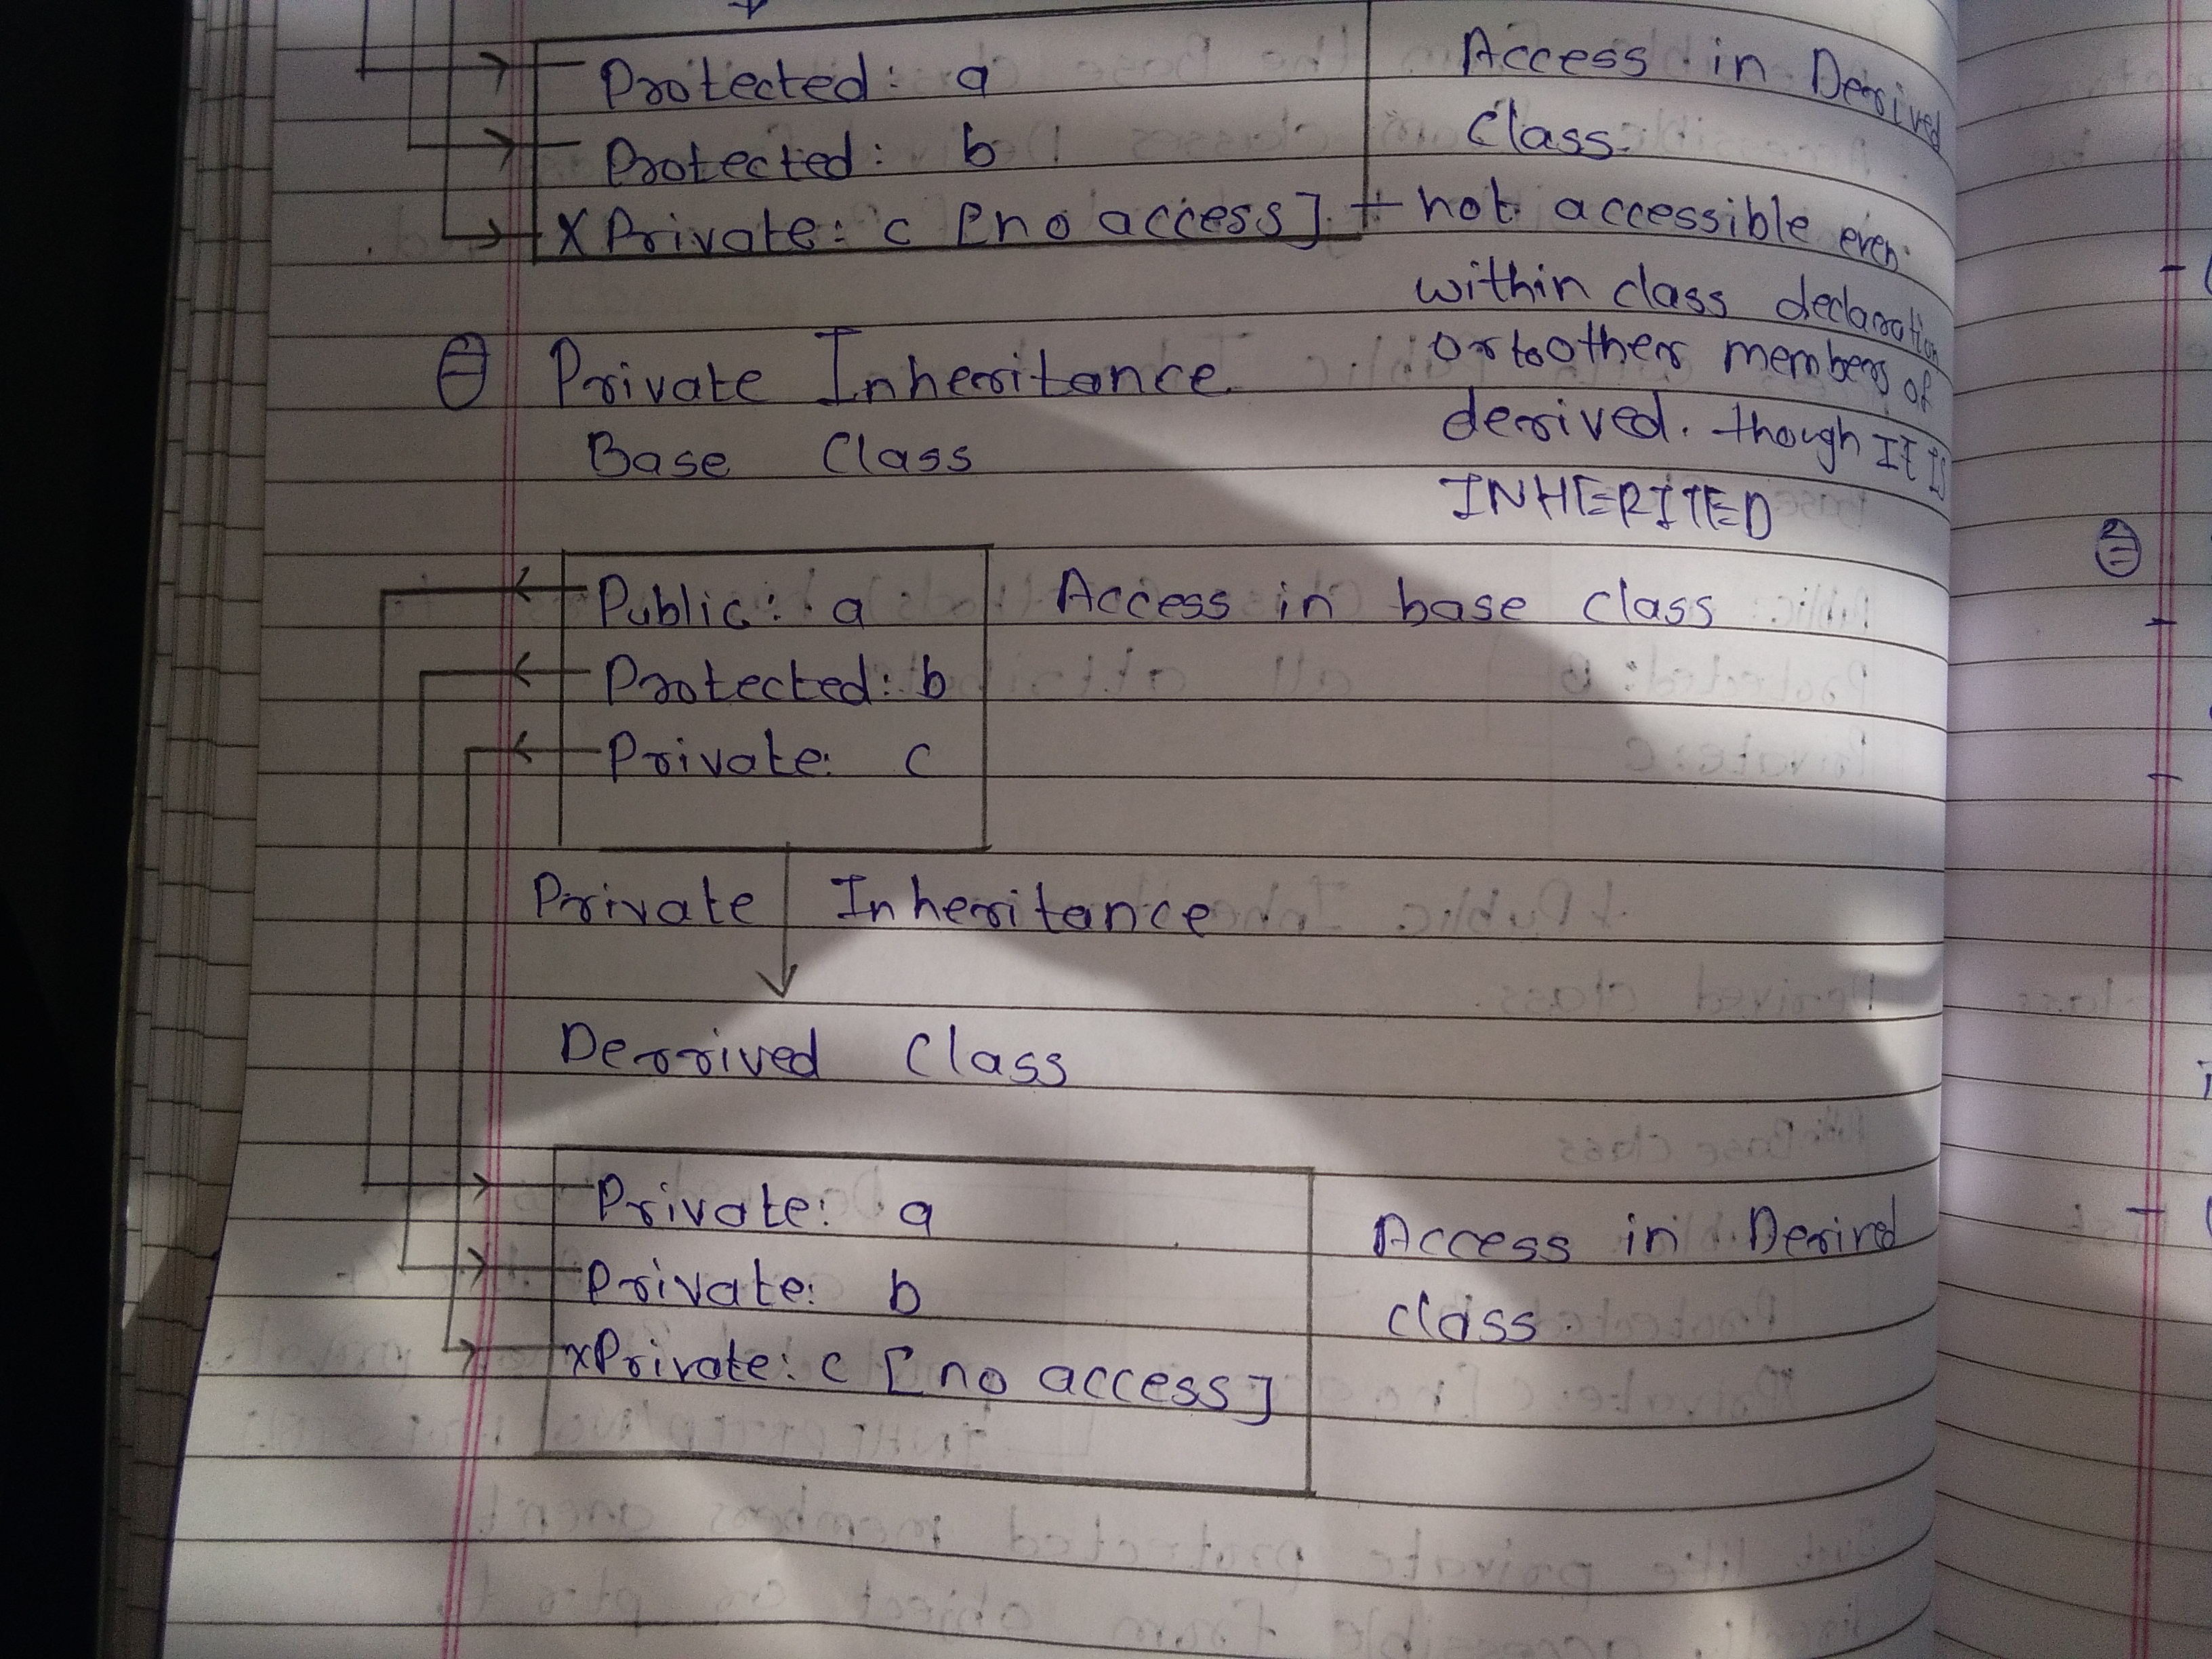 Protected: a
Access in Derived
Protected: b
Class.
X Private: c [no access]
not accessible even
within class declaration
or to other members of
derived. though IT IS
INHERITED
Private Inheritance
Base Class
Public: a
Access in base class
Protected: b
Private: c
Private Inheritance
Derrived Class
Private: a
Access in Derived
Private: b
class
xPrivate: c [no access]